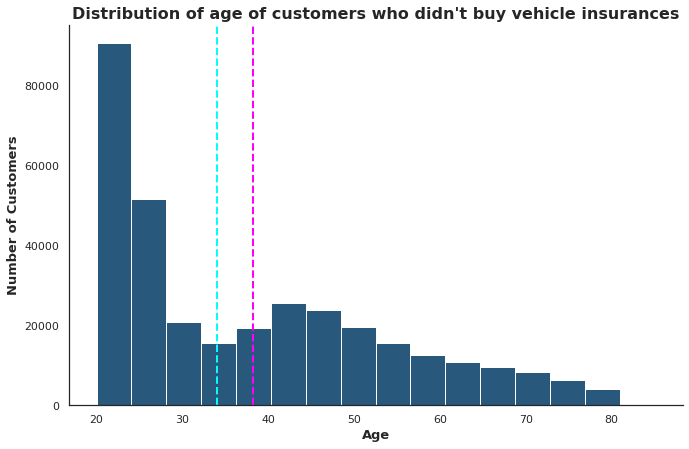 Distribution of age of customers who didn't buy vehicle insurances
Number of Customers
80000
60000
40000
20000
0
20 30 40 50 60 70 80
Age